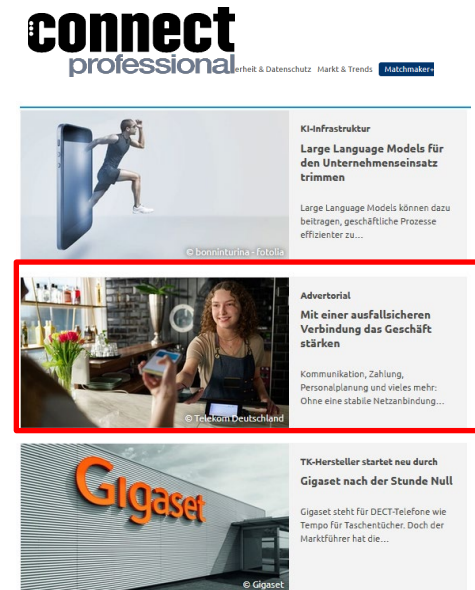 connect
professional
erheit & Datenschutz Markt & Trends Matchmaker+
KI-Infrastruktur
Large Language Models für
den Unternehmenseinsatz
trimmen
Large Language Models können dazu
beitragen, geschäftliche Prozesse
effizienter zu…
© bonninturina - fotolia
Advertorial
Mit einer ausfallsicheren
Verbindung das Geschäft
stärken
Kommunikation, Zahlung,
Personalplanung und vieles mehr:
Ohne eine stabile Netzanbindung…
© Telekom Deutschland
Gigaset
TK-Hersteller startet neu durch
Gigaset nach der Stunde Null
Gigaset steht für DECT-Telefone wie
Tempo für Taschentücher. Doch der
Marktführer hat die…
© Gigaset